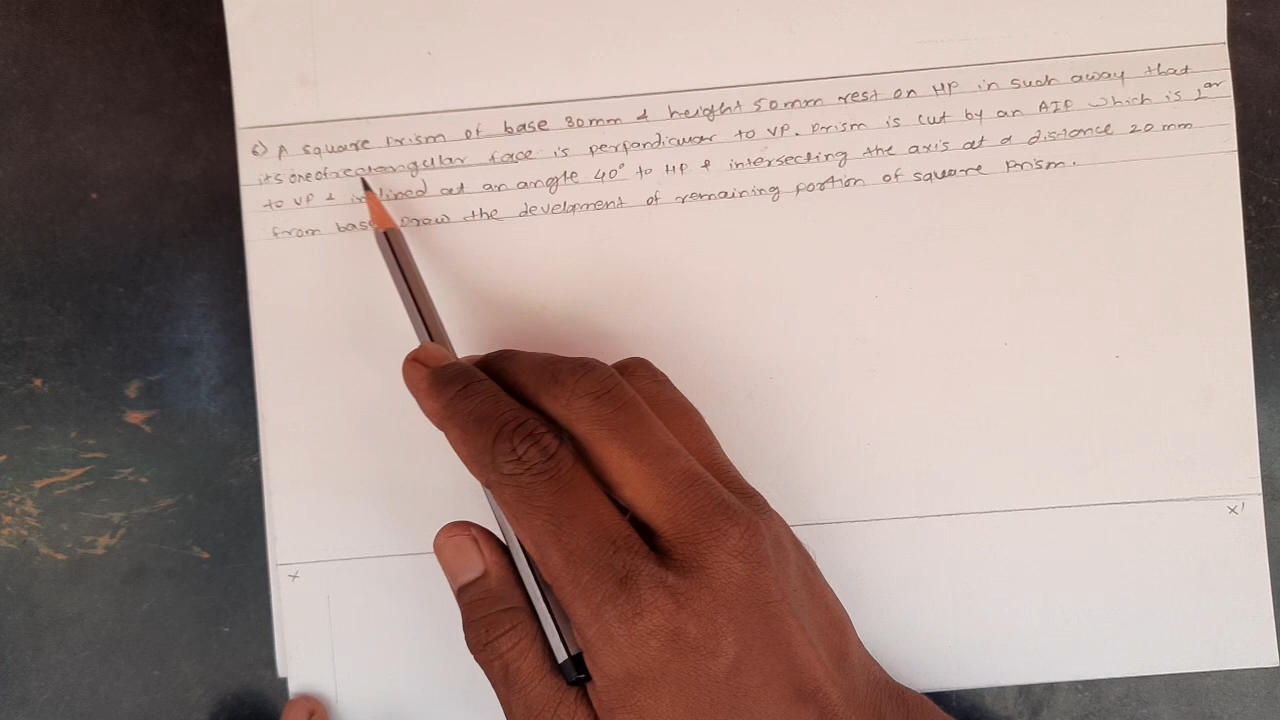 6) A square Prism of base 30mm & height 50mm rest on HP in such away that
its one of rectangular face is perpendicular to VP. Prism is cut by an AIP which is ⊥ar
to VP & inclined at an angle 40° to HP & intersecting the axis at a distance 20mm
from base Draw the development of remaining portion of square Prism.
X
X'